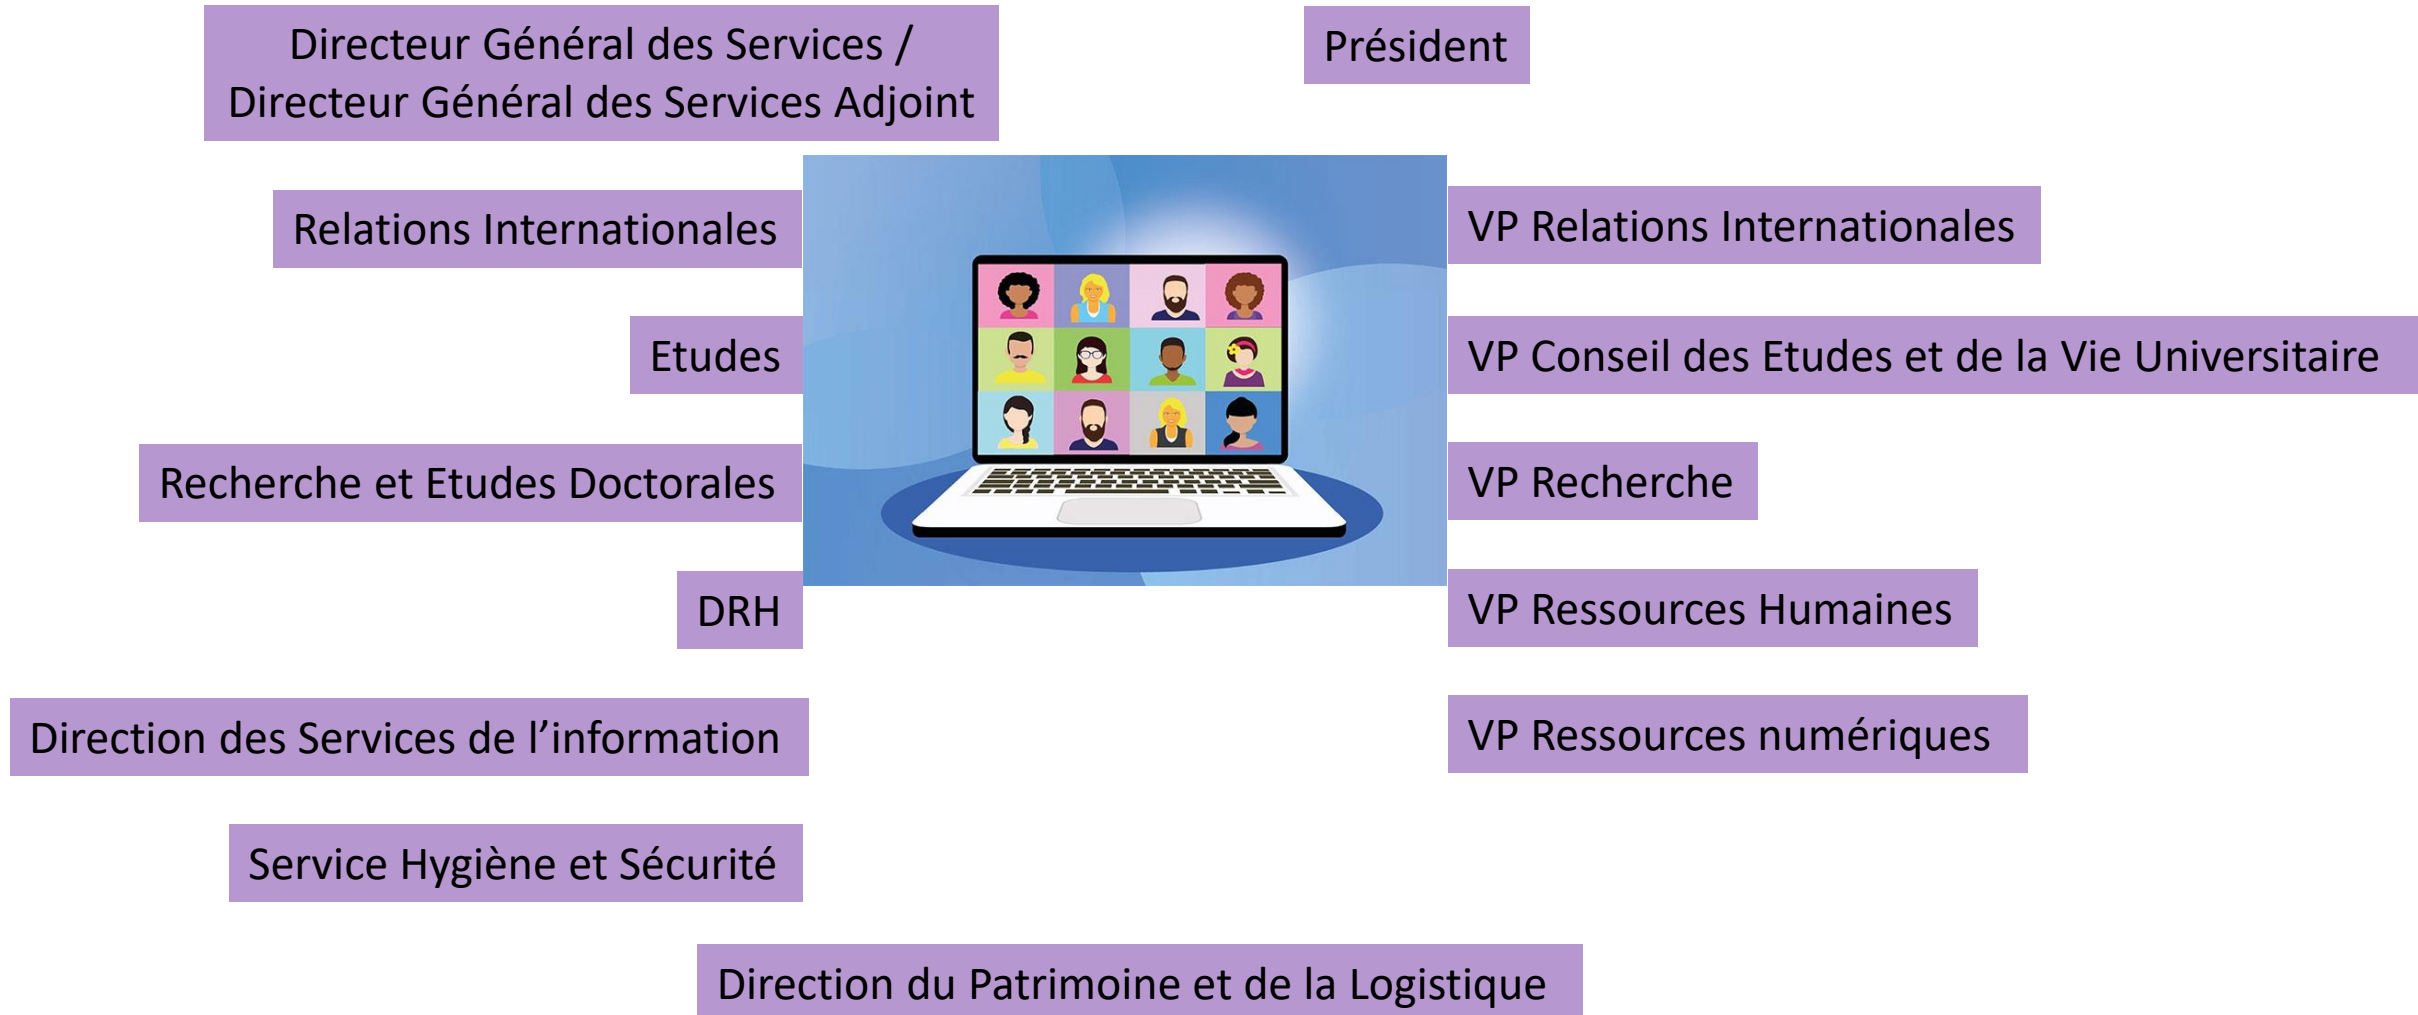 Directeur Général des Services /
Directeur Général des Services Adjoint
Président
Relations Internationales
VP Relations Internationales
Etudes
VP Conseil des Etudes et de la Vie Universitaire
Recherche et Etudes Doctorales
VP Recherche
DRH
VP Ressources Humaines
Direction des Services de l’information
VP Ressources numériques
Service Hygiène et Sécurité
Direction du Patrimoine et de la Logistique